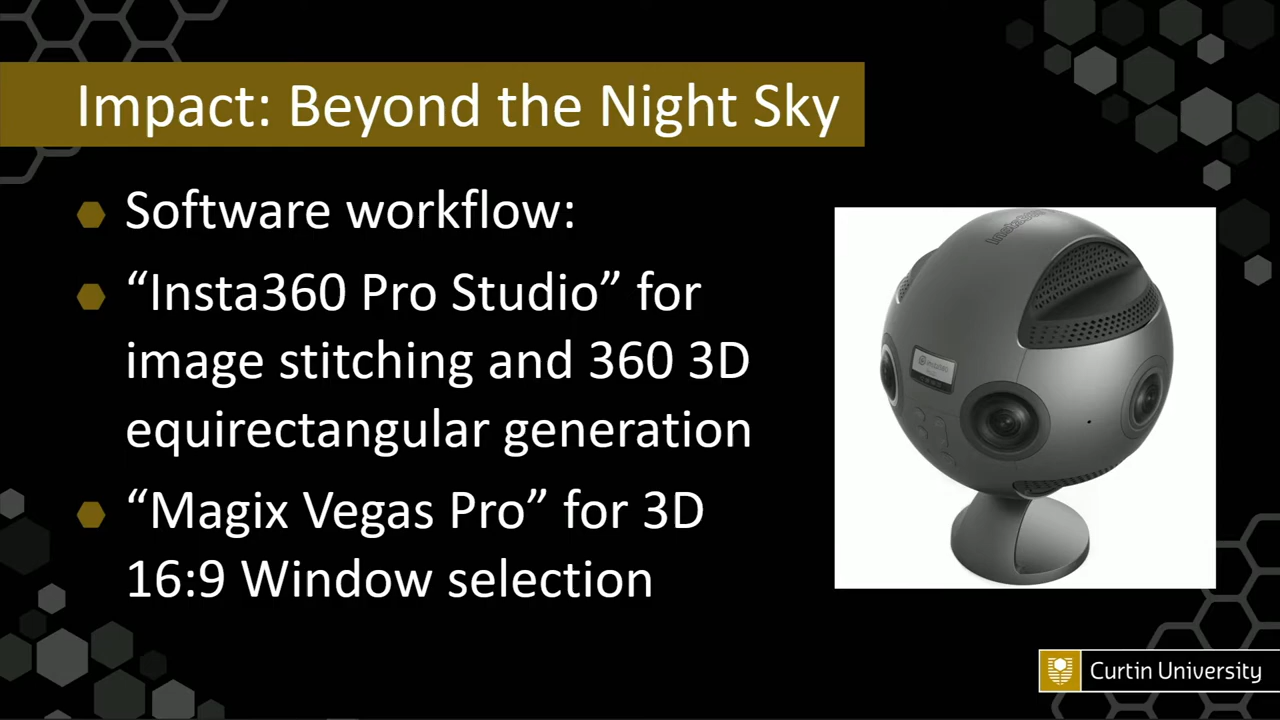 Impact: Beyond the Night Sky
Software workflow:
“Insta360 Pro Studio” for
image stitching and 360 3D
equirectangular generation
“Magix Vegas Pro” for 3D
16:9 Window selection
Curtin University